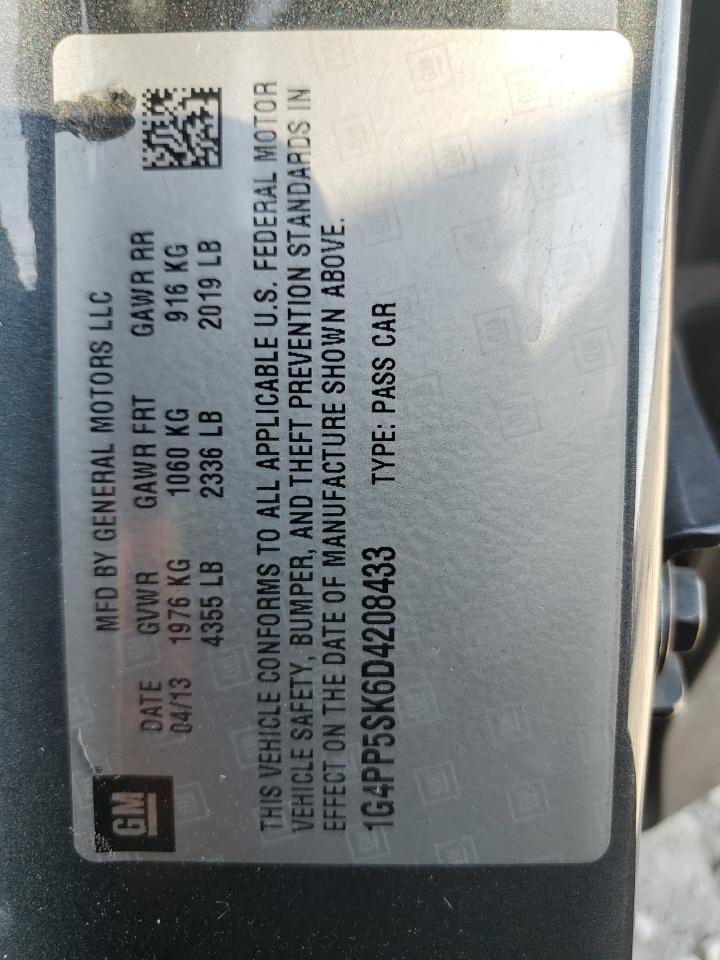 GM
MFD BY GENERAL MOTORS LLC
DATE GVWR GAWR FRT GAWR RR
04/13 1976 KG 1060 KG 916 KG
4355 LB 2336 LB 2019 LB
THIS VEHICLE CONFORMS TO ALL APPLICABLE U.S. FEDERAL MOTOR
VEHICLE SAFETY, BUMPER, AND THEFT PREVENTION STANDARDS IN
EFFECT ON THE DATE OF MANUFACTURE SHOWN ABOVE.
1G4PP5SK6D4208433 TYPE: PASS CAR